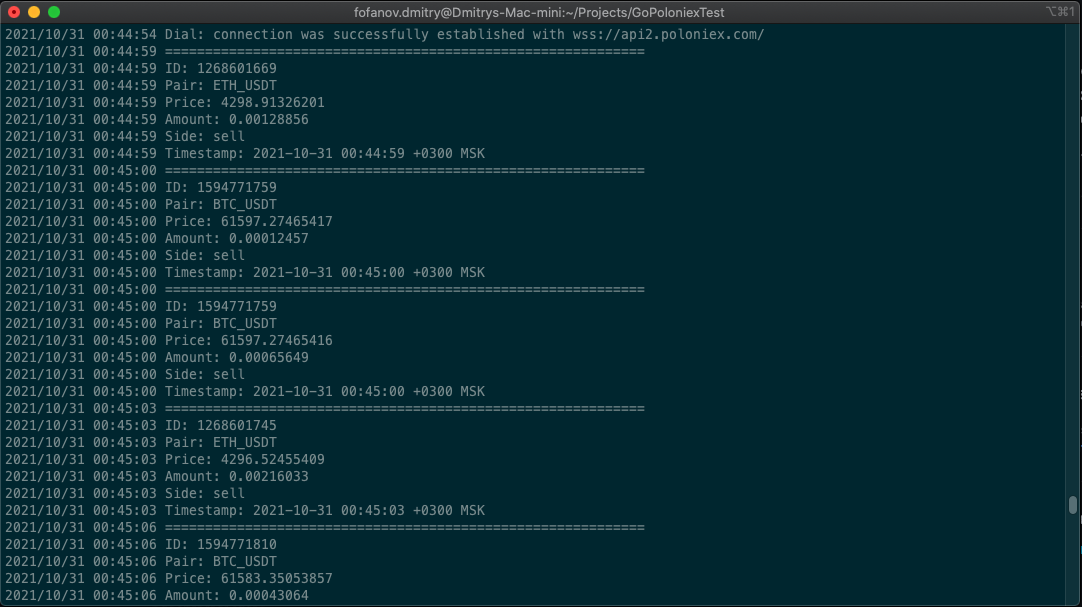 fofanov.dmitry@Dmitrys-Mac-mini:~/Projects/GoPoloniexTest ⌥⌘1
2021/10/31 00:44:54 Dial: connection was successfully established with wss://api2.poloniex.com/
2021/10/31 00:44:59 ============================================================
2021/10/31 00:44:59 ID: 1268601669
2021/10/31 00:44:59 Pair: ETH_USDT
2021/10/31 00:44:59 Price: 4298.91326201
2021/10/31 00:44:59 Amount: 0.00128856
2021/10/31 00:44:59 Side: sell
2021/10/31 00:44:59 Timestamp: 2021-10-31 00:44:59 +0300 MSK
2021/10/31 00:45:00 ============================================================
2021/10/31 00:45:00 ID: 1594771759
2021/10/31 00:45:00 Pair: BTC_USDT
2021/10/31 00:45:00 Price: 61597.27465417
2021/10/31 00:45:00 Amount: 0.00012457
2021/10/31 00:45:00 Side: sell
2021/10/31 00:45:00 Timestamp: 2021-10-31 00:45:00 +0300 MSK
2021/10/31 00:45:00 ============================================================
2021/10/31 00:45:00 ID: 1594771759
2021/10/31 00:45:00 Pair: BTC_USDT
2021/10/31 00:45:00 Price: 61597.27465416
2021/10/31 00:45:00 Amount: 0.00065649
2021/10/31 00:45:00 Side: sell
2021/10/31 00:45:00 Timestamp: 2021-10-31 00:45:00 +0300 MSK
2021/10/31 00:45:03 ============================================================
2021/10/31 00:45:03 ID: 1268601745
2021/10/31 00:45:03 Pair: ETH_USDT
2021/10/31 00:45:03 Price: 4296.52455409
2021/10/31 00:45:03 Amount: 0.00216033
2021/10/31 00:45:03 Side: sell
2021/10/31 00:45:03 Timestamp: 2021-10-31 00:45:03 +0300 MSK
2021/10/31 00:45:06 ============================================================
2021/10/31 00:45:06 ID: 1594771810
2021/10/31 00:45:06 Pair: BTC_USDT
2021/10/31 00:45:06 Price: 61583.35053857
2021/10/31 00:45:06 Amount: 0.00043064